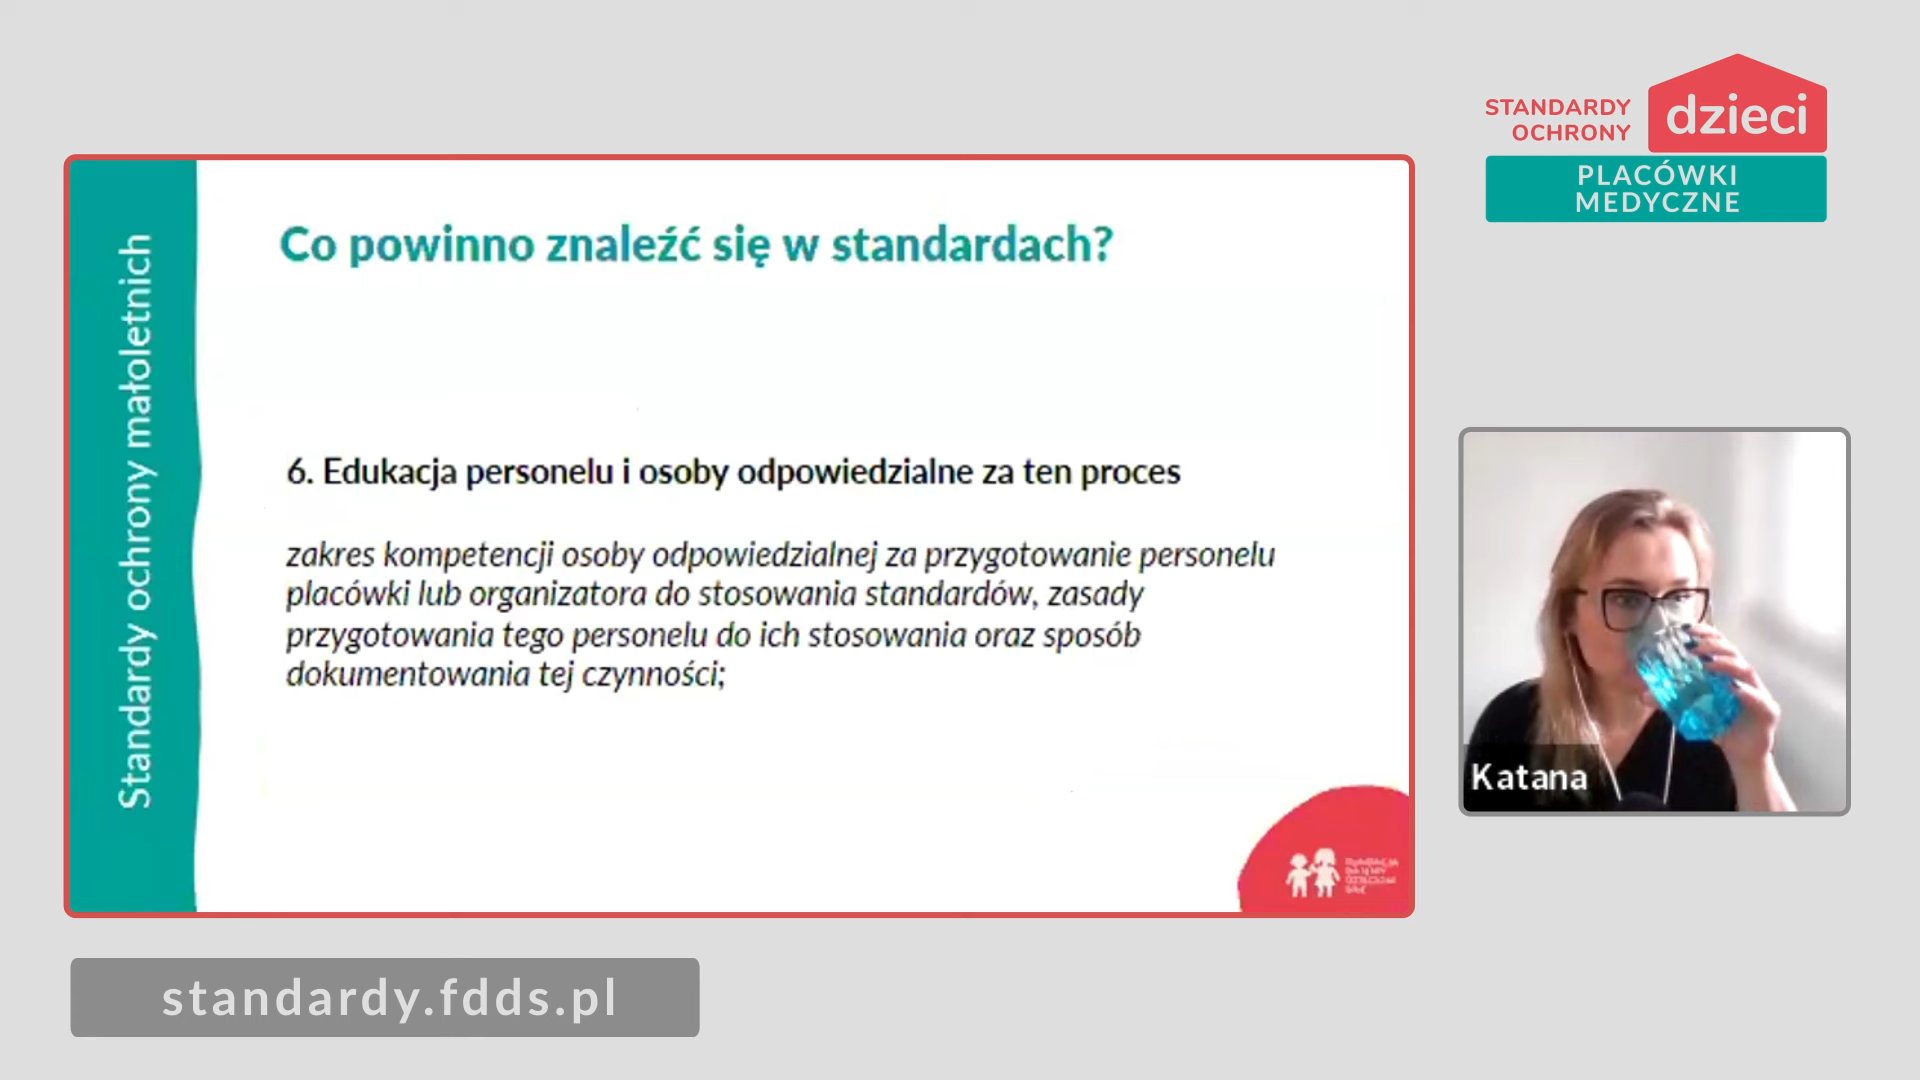 STANDARDY
OCHRONY
dzieci
PLACÓWKI
MEDYCZNE
Standardy ochrony małoletnich
Co powinno znaleźć się w standardach?
6. Edukacja personelu i osoby odpowiedzialne za ten proces
zakres kompetencji osoby odpowiedzialnej za przygotowanie personelu
placówki lub organizatora do stosowania standardów, zasady
przygotowania tego personelu do ich stosowania oraz sposób
dokumentowania tej czynności;
Katana
standardy.fdds.pl